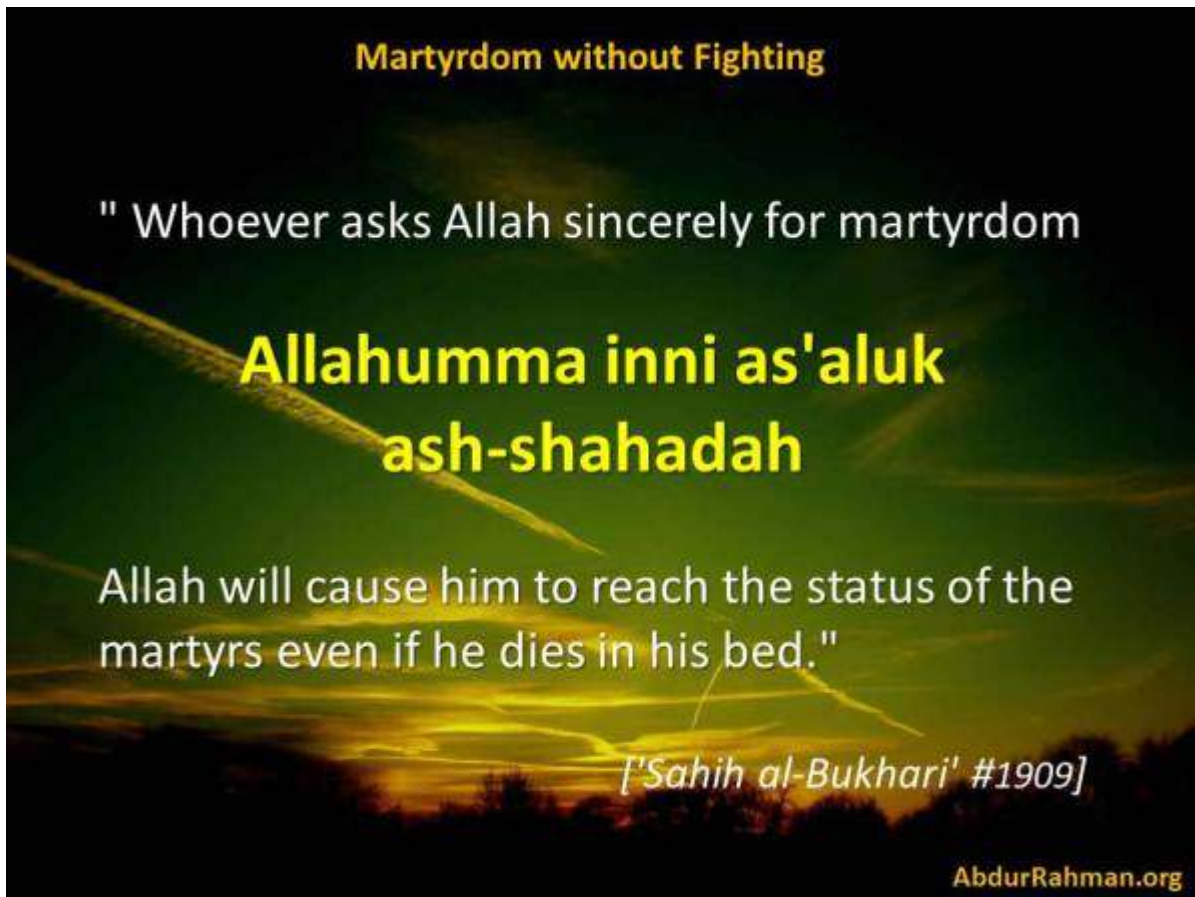 Martyrdom without Fighting
" Whoever asks Allah sincerely for martyrdom
Allahumma inni as'aluk
ash-shahadah
Allah will cause him to reach the status of the
martyrs even if he dies in his bed."
['Sahih al-Bukhari' #1909]
AbdurRahman.org